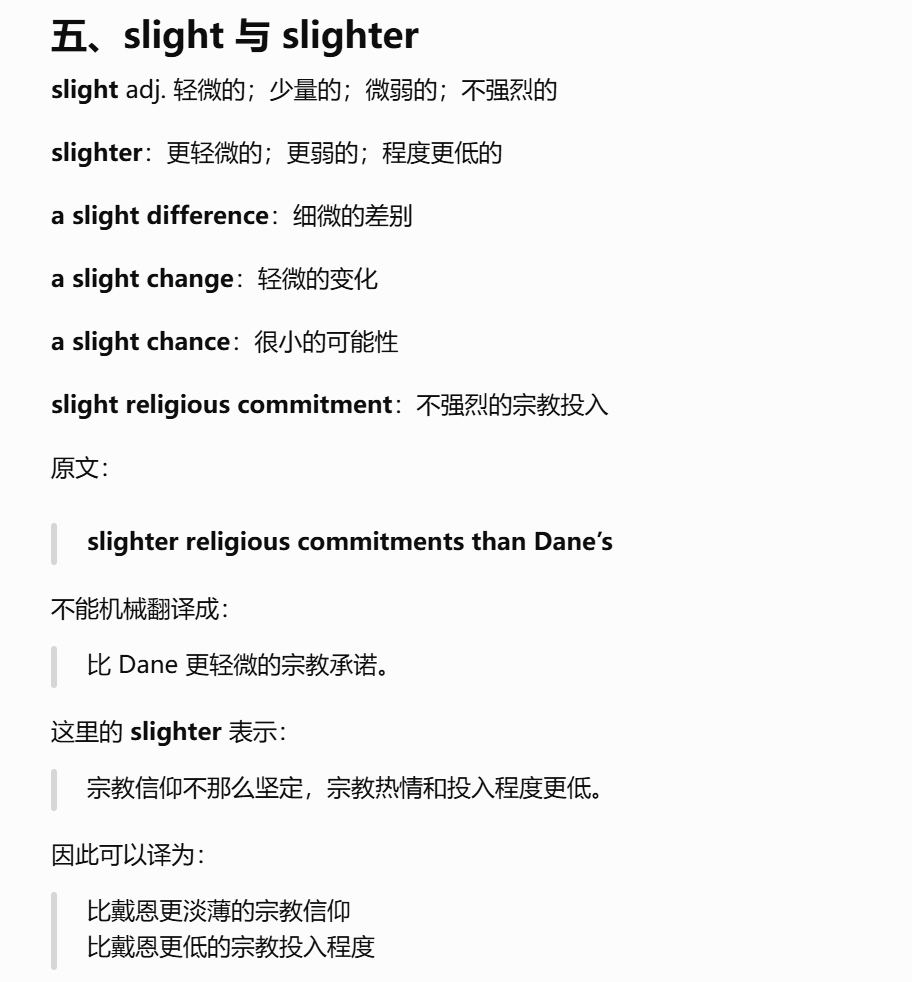 五、slight 与 slighter
slight adj. 轻微的；少量的；微弱的；不强烈的
slighter：更轻微的；更弱的；程度更低的
a slight difference：细微的差别
a slight change：轻微的变化
a slight chance：很小的可能性
slight religious commitment：不强烈的宗教投入
原文：
slighter religious commitments than Dane’s
不能机械翻译成：
比 Dane 更轻微的宗教承诺。
这里的 slighter 表示：
宗教信仰不那么坚定，宗教热情和投入程度更低。
因此可以译为：
比戴恩更淡薄的宗教信仰
比戴恩更低的宗教投入程度